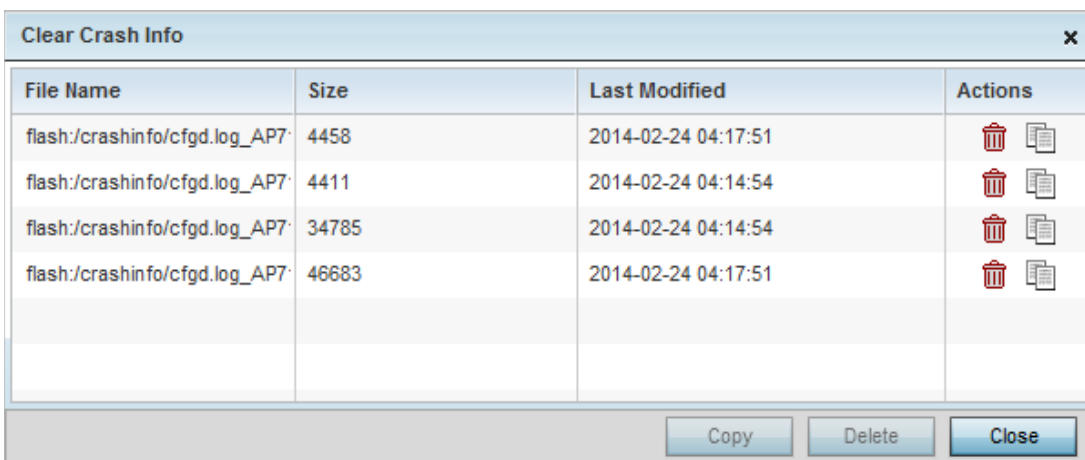 Clear Crash Info
File Name Size Last Modified Actions
flash:/crashinfo/cfgd.log_AP7 4458 2014-02-24 04:17:51
flash:/crashinfo/cfgd.log_AP7 4411 2014-02-24 04:14:54
flash:/crashinfo/cfgd.log_AP7 34785 2014-02-24 04:14:54
flash:/crashinfo/cfgd.log_AP7 46683 2014-02-24 04:17:51
Copy Delete Close